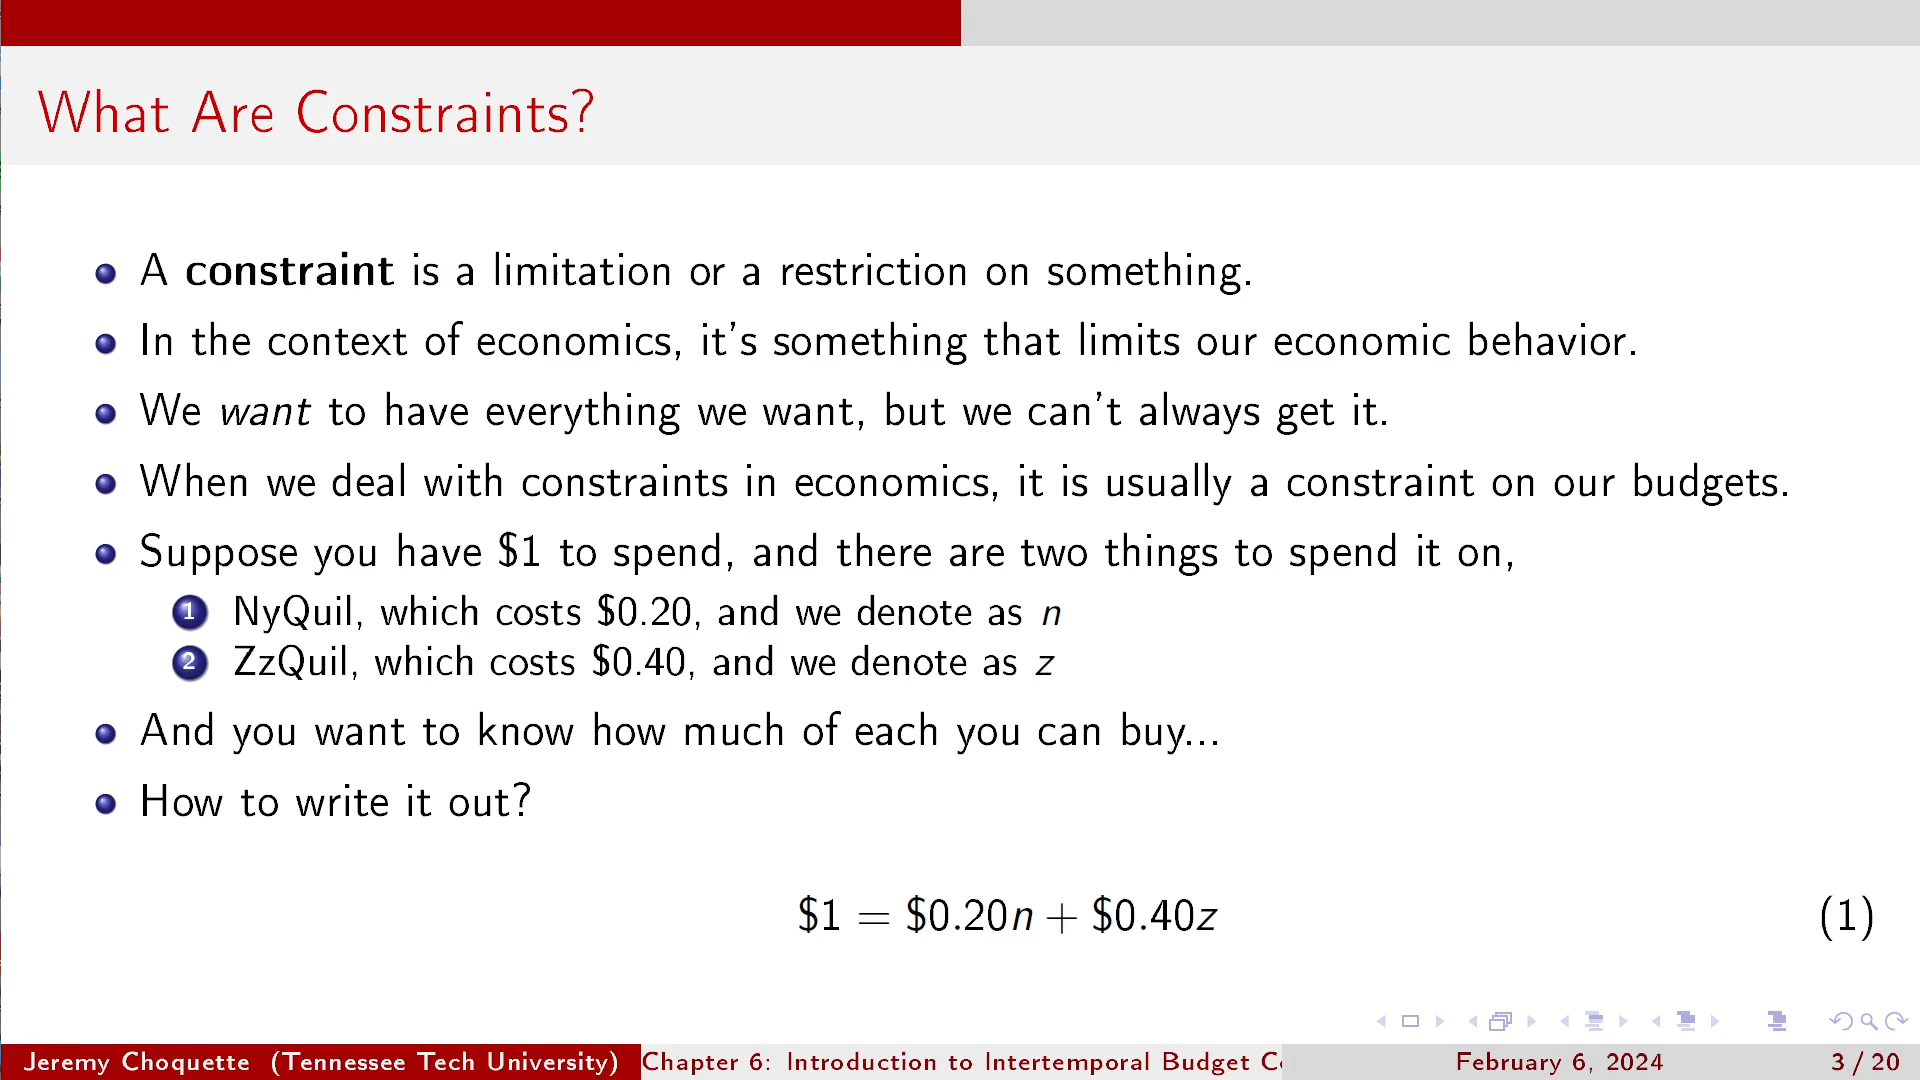 What Are Constraints?
A constraint is a limitation or a restriction on something.
In the context of economics, it's something that limits our economic behavior.
We want to have everything we want, but we can't always get it.
When we deal with constraints in economics, it is usually a constraint on our budgets.
Suppose you have $1 to spend, and there are two things to spend it on,
1 NyQuil, which costs $0.20, and we denote as n
2 ZzQuil, which costs $0.40, and we denote as z
And you want to know how much of each you can buy...
How to write it out?
$1 = $0.20n + $0.40z (1)
Jeremy Choquette (Tennessee Tech University) Chapter 6: Introduction to Intertemporal Budget February 6, 2024 3 / 20